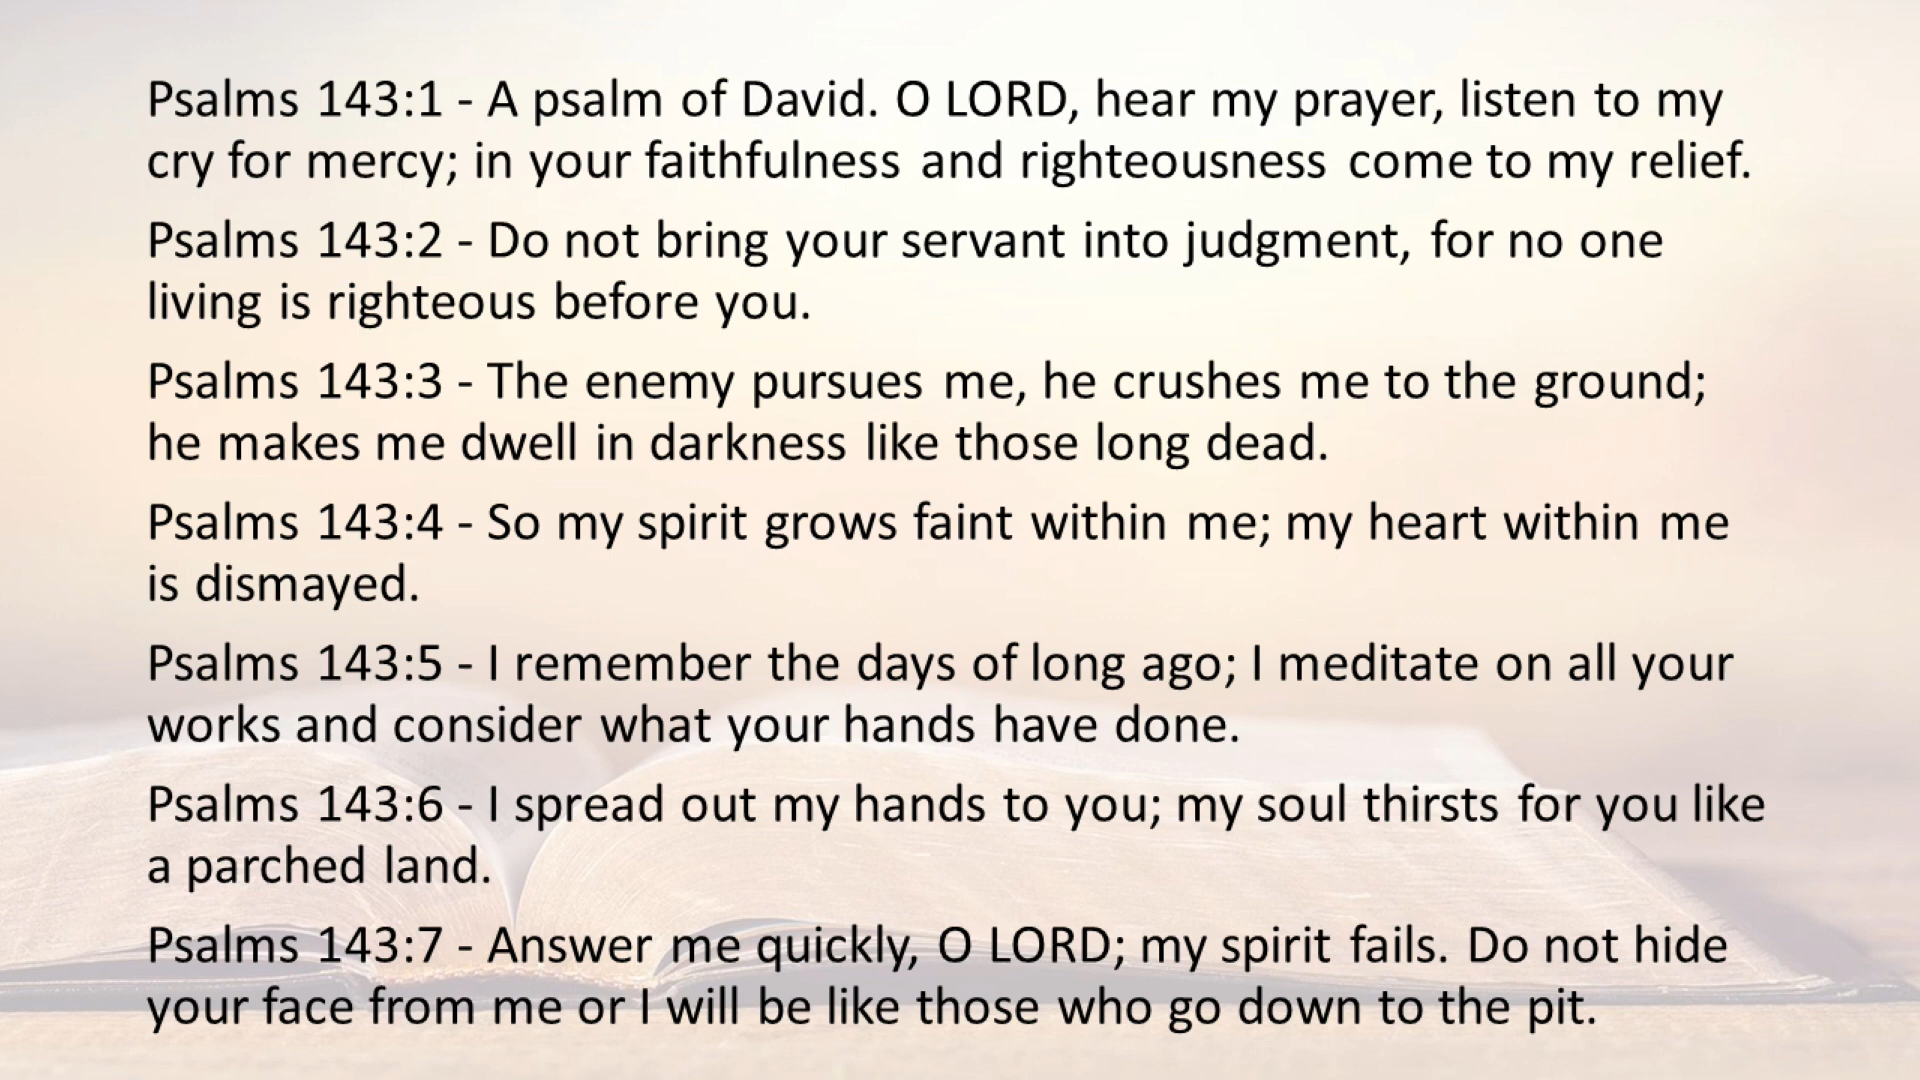 Psalms 143:1 - A psalm of David. O LORD, hear my prayer, listen to my
cry for mercy; in your faithfulness and righteousness come to my relief.
Psalms 143:2 - Do not bring your servant into judgment, for no one
living is righteous before you.
Psalms 143:3 - The enemy pursues me, he crushes me to the ground;
he makes me dwell in darkness like those long dead.
Psalms 143:4 - So my spirit grows faint within me; my heart within me
is dismayed.
Psalms 143:5 - I remember the days of long ago; I meditate on all your
works and consider what your hands have done.
Psalms 143:6 - I spread out my hands to you; my soul thirsts for you like
a parched land.
Psalms 143:7 - Answer me quickly, O LORD; my spirit fails. Do not hide
your face from me or I will be like those who go down to the pit.